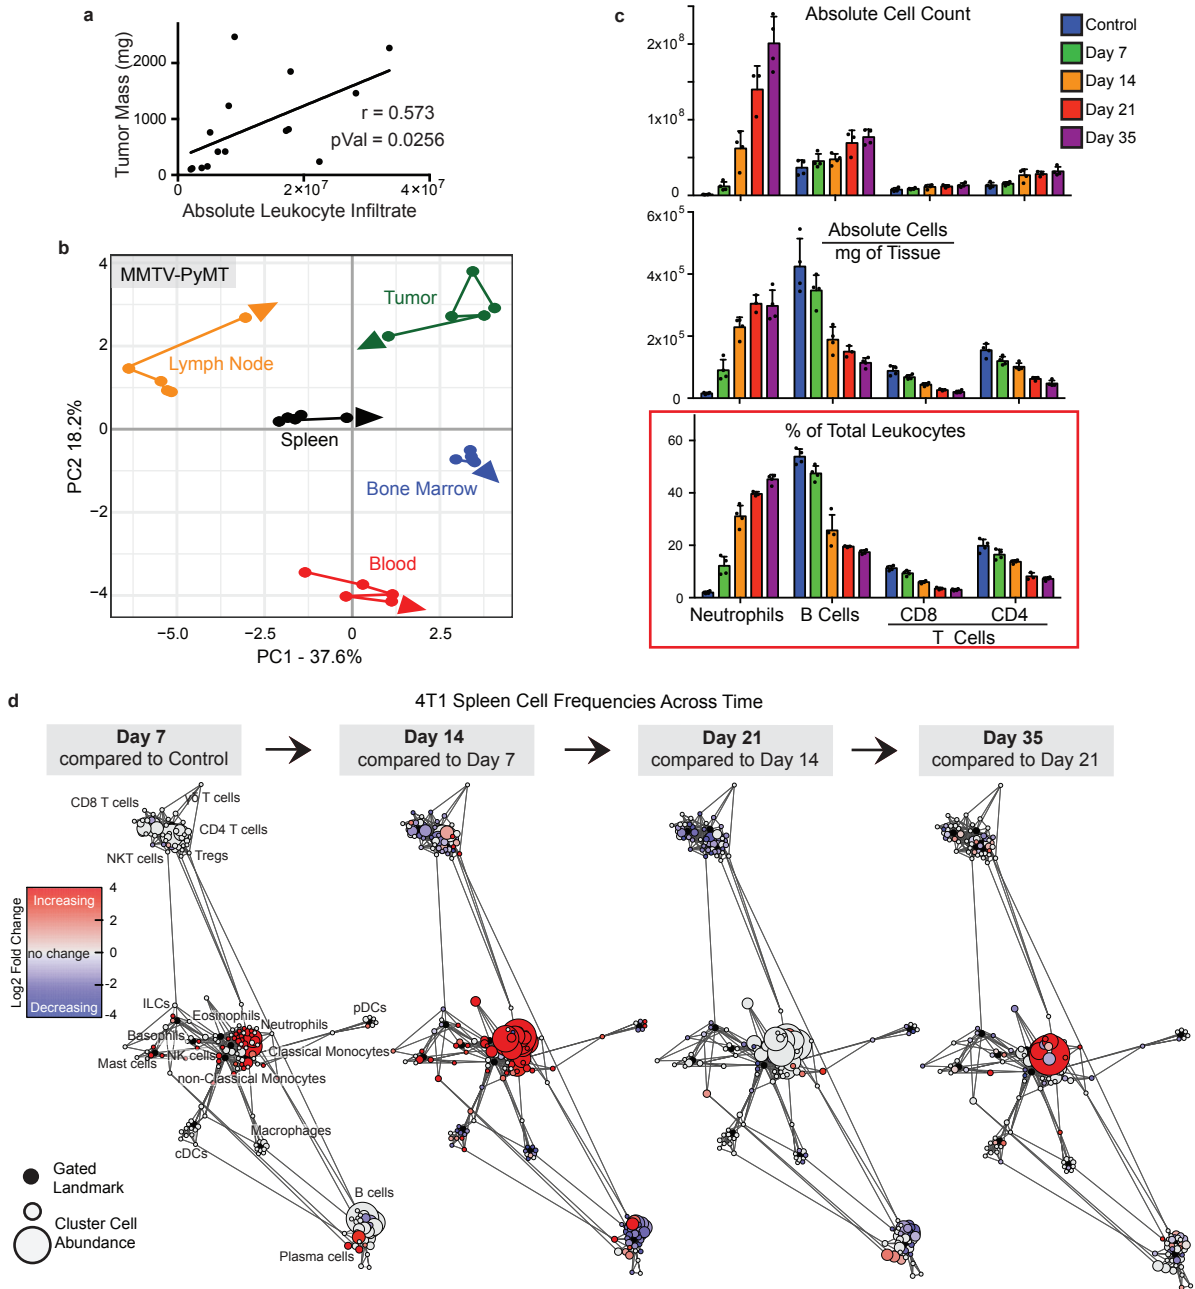 a
Tumor Mass (mg)
2000
1000
0
r = 0.573
pVal = 0.0256
0
2x10⁷
4x10⁷
Absolute Leukocyte Infiltrate
b
MMTV-PyMT
4
2
0
−2
−4
PC2 18.2%
Tumor
Lymph Node
Spleen
Bone Marrow
Blood
−5.0
−2.5
0
2.5
PC1 - 37.6%
c
Absolute Cell Count
2x10⁸
1x10⁸
0
Control
Day 7
Day 14
Day 21
Day 35
6x10⁵
4x10⁵
2x10⁵
0
Absolute Cells
mg of Tissue
% of Total Leukocytes
60
40
20
0
Neutrophils
B Cells
CD8
CD4
T Cells
d
4T1 Spleen Cell Frequencies Across Time
Day 7
compared to Control
Day 14
compared to Day 7
Day 21
compared to Day 14
Day 35
compared to Day 21
CD8 T cells
γδ T cells
CD4 T cells
NKT cells
Tregs
Log2 Fold Change
Increasing
no change
Decreasing
4
2
0
-2
-4
ILCs
Eosinophils
Neutrophils
pDCs
Basophils
NK cells
Classical Monocytes
Mast cells
non-Classical Monocytes
Macrophages
cDCs
B cells
Plasma cells
Gated
Landmark
Cluster Cell
Abundance